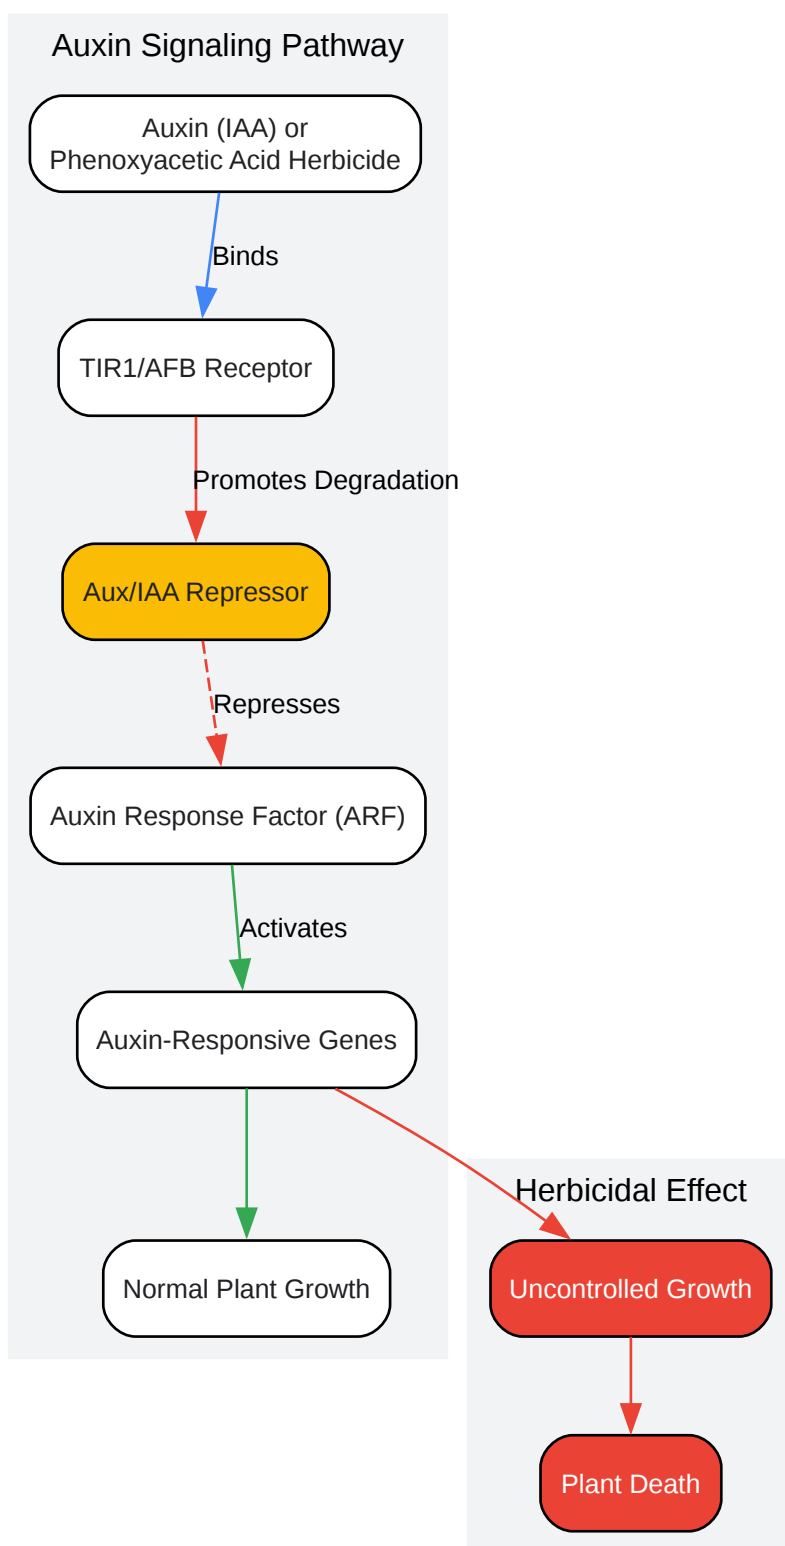 Auxin Signaling Pathway
Auxin (IAA) or
Phenoxyacetic Acid Herbicide
Binds
TIR1/AFB Receptor
Promotes Degradation
Aux/IAA Repressor
Represses
Auxin Response Factor (ARF)
Activates
Auxin-Responsive Genes
Herbicidal Effect
Normal Plant Growth
Uncontrolled Growth
Plant Death